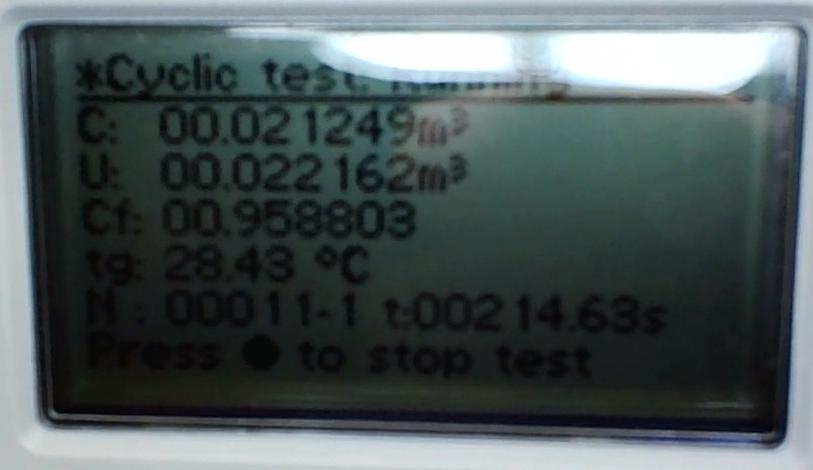 *Cyclic test: Running
C: 00.021249m³
U: 00.022162m³
Cf: 00.958803
tg: 28.43 °C
N : 00011-1 t:00214.63s
Press ● to stop test